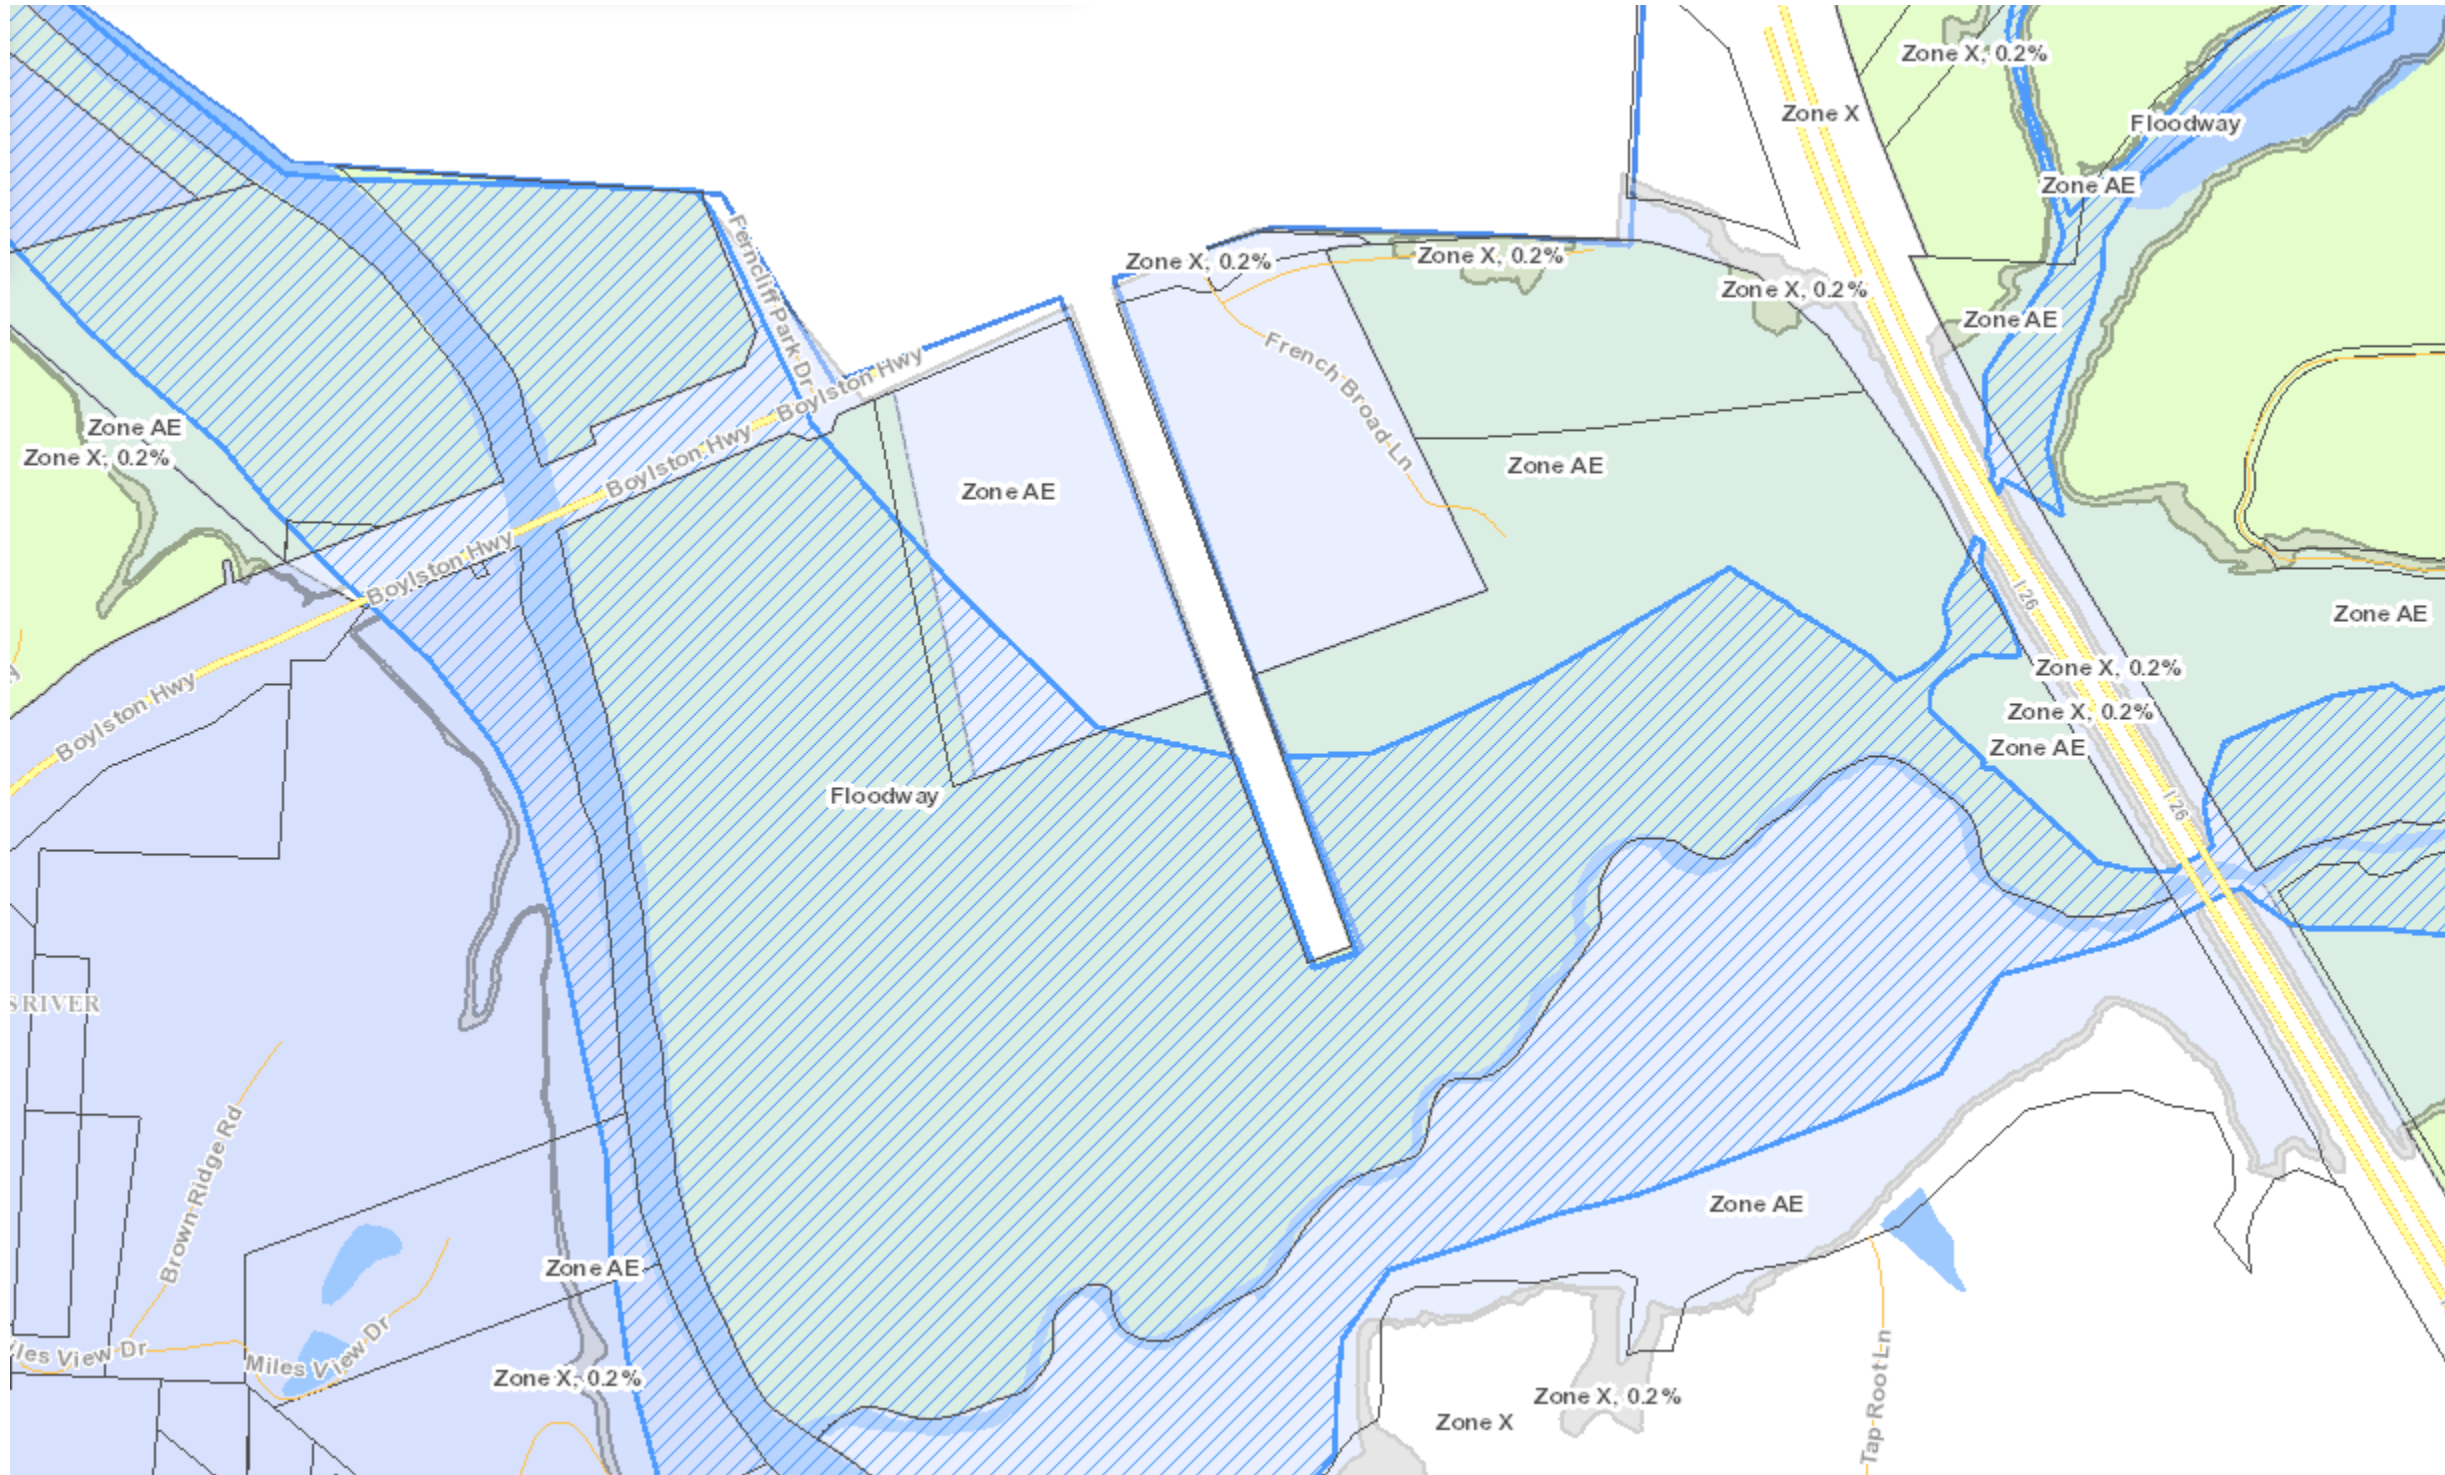 Zone X, 0.2%
Zone X
Floodway
Zone AE
Ferncliff Park Dr
Zone X, 0.2%
Zone X, 0.2%
Zone X, 0.2%
Zone AE
French Broad Ln
Boylston Hwy
Zone AE
Zone X, 0.2%
Boylston Hwy
Zone AE
Zone AE
Boylston Hwy
I 26
Zone AE
Zone X, 0.2%
Boylston Hwy
Zone X, 0.2%
Zone AE
Floodway
I 26
S RIVER
Brown Ridge Rd
Zone AE
Zone AE
Miles View Dr
iles View Dr
Zone X, 0.2%
Zone X, 0.2%
Zone X
Tap Root Ln